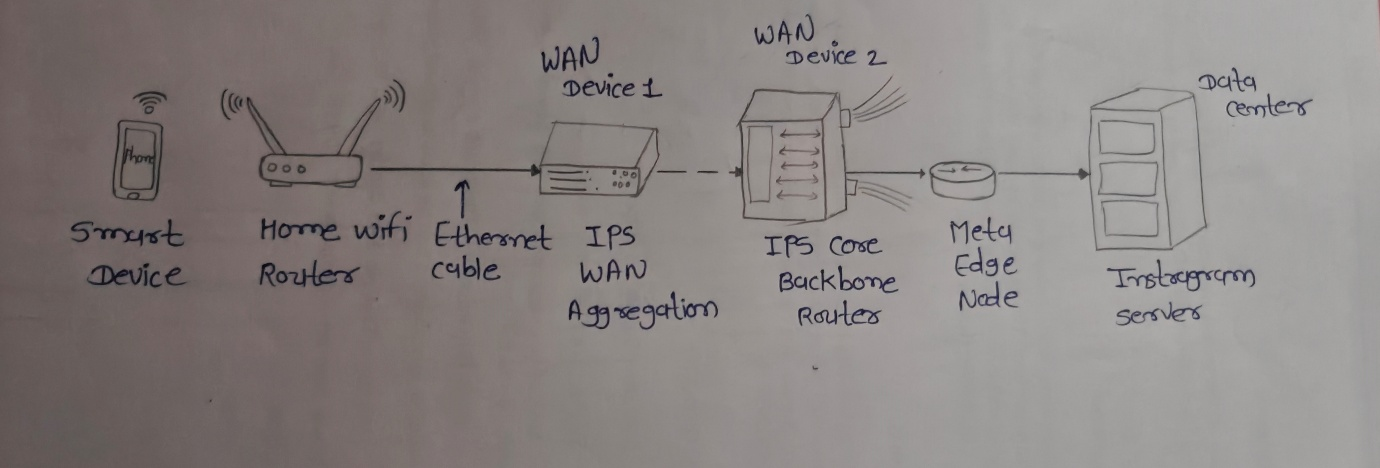 WAN
Device 1
WAN
Device 2
Data
center
Phone
Smart
Device
Home wifi
Router
Ethernet
cable
IPS
WAN
Aggregation
IPS Core
Backbone
Router
Meta
Edge
Node
Instragram
server